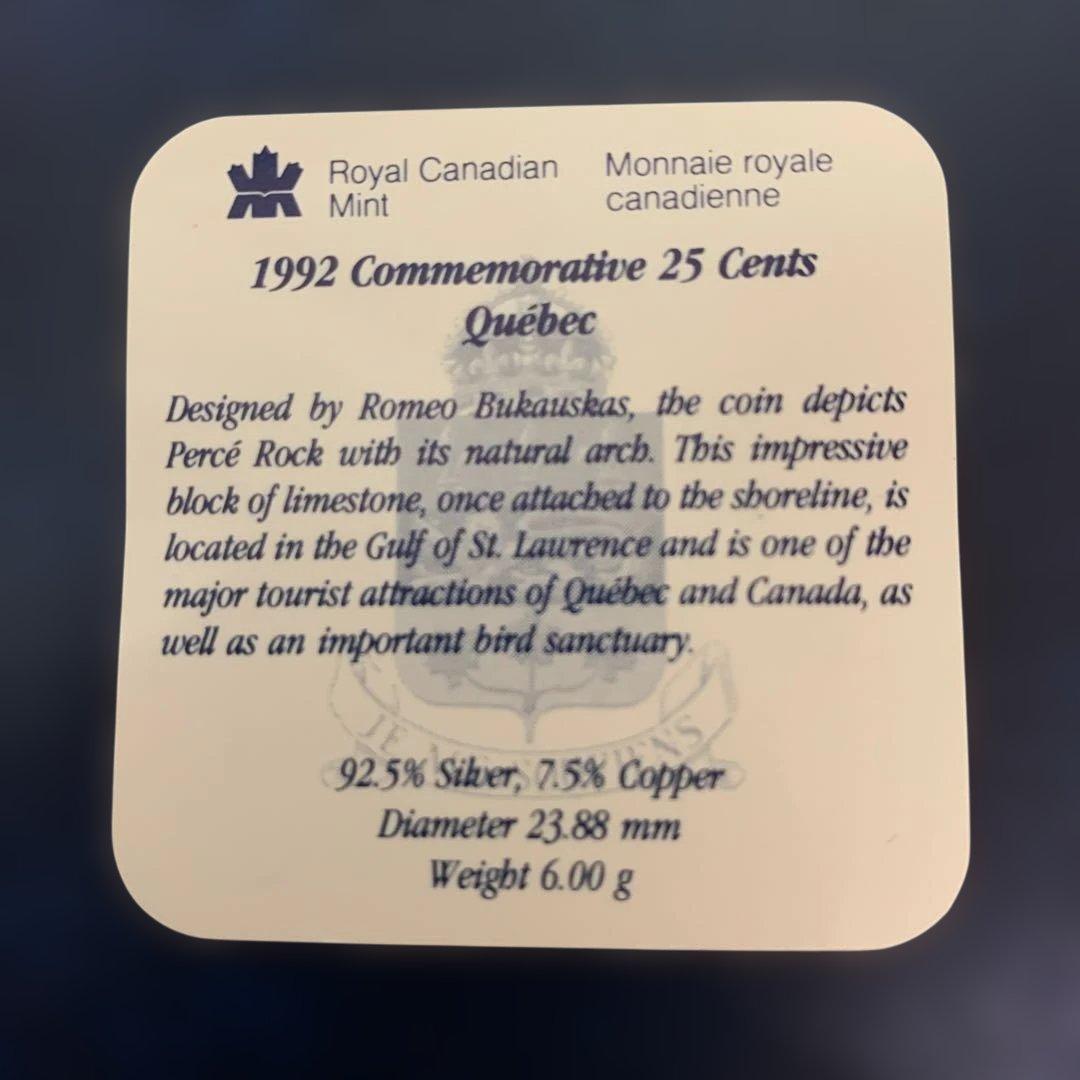 Royal Canadian Mint
Monnaie royale canadienne
1992 Commemorative 25 Cents
Québec
Designed by Romeo Bukauskas, the coin depicts
Percé Rock with its natural arch. This impressive
block of limestone, once attached to the shoreline, is
located in the Gulf of St. Lawrence and is one of the
major tourist attractions of Québec and Canada, as
well as an important bird sanctuary.
JE
92.5% Silver, 7.5% Copper
Diameter 23.88 mm
Weight 6.00 g